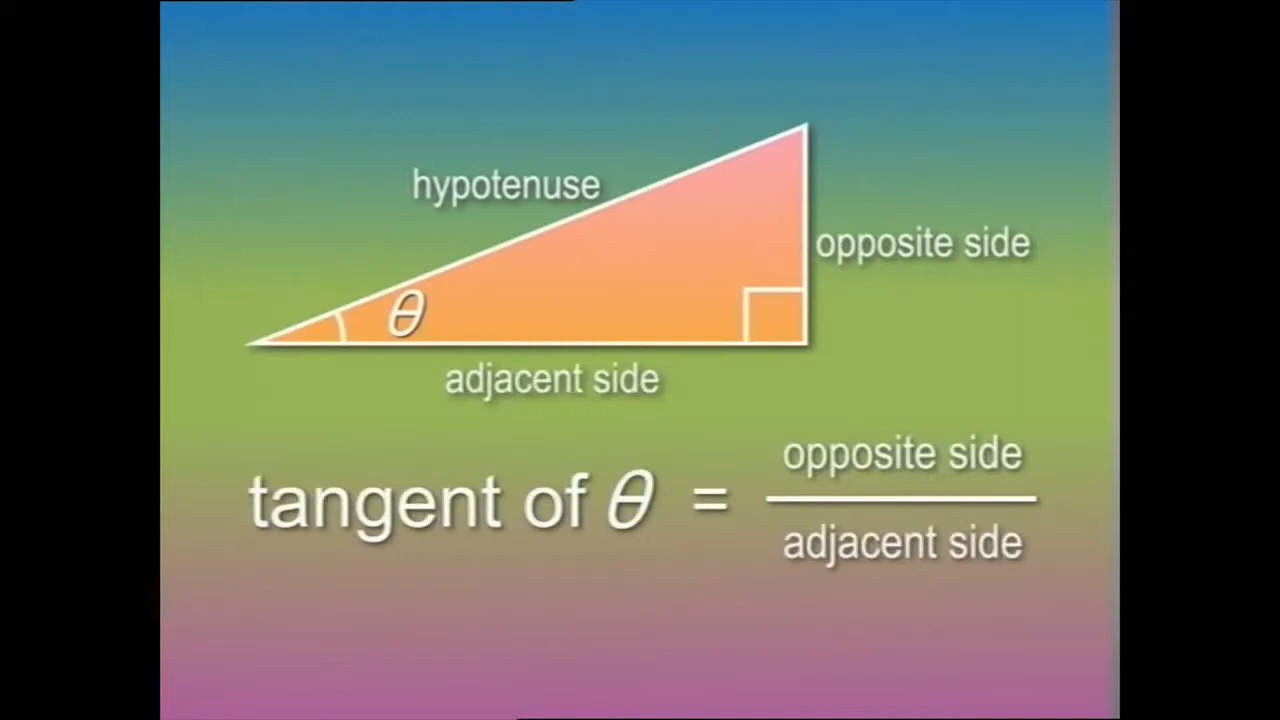 hypotenuse
opposite side
θ
adjacent side
tangent of θ = opposite side
adjacent side